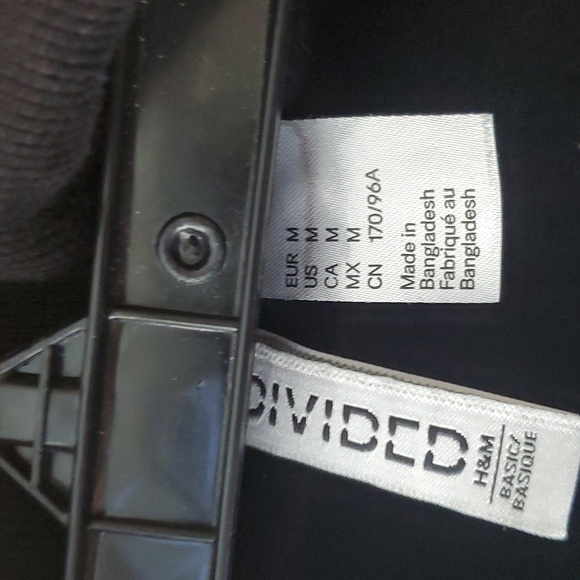 EUR M
US M
CA M
MX M
CN 170/96A
Made in
Bangladesh
Fabriqué au
Bangladesh
DIVIDED
H&M
BASIC/
BASIQUE